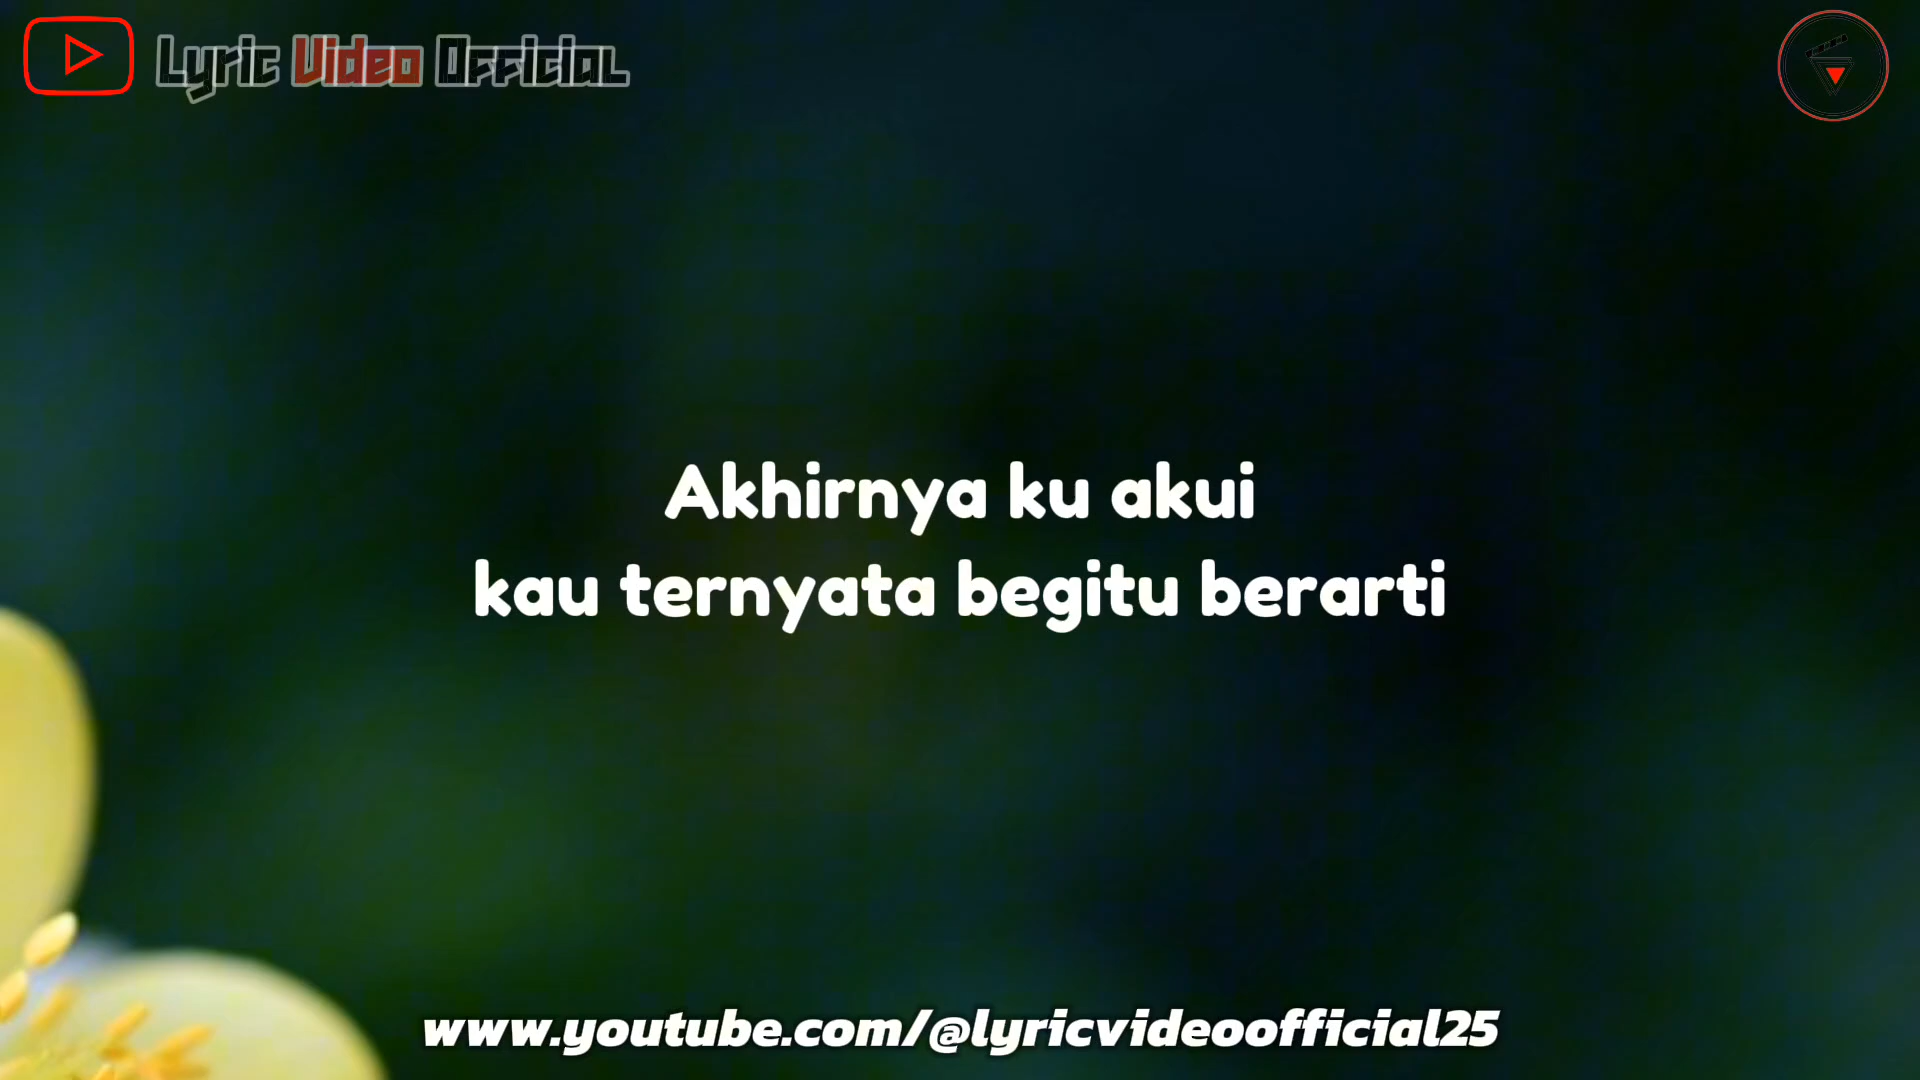 Lyric Video Official
Akhirnya ku akui
kau ternyata begitu berarti
www.youtube.com/@lyricvideoofficial25